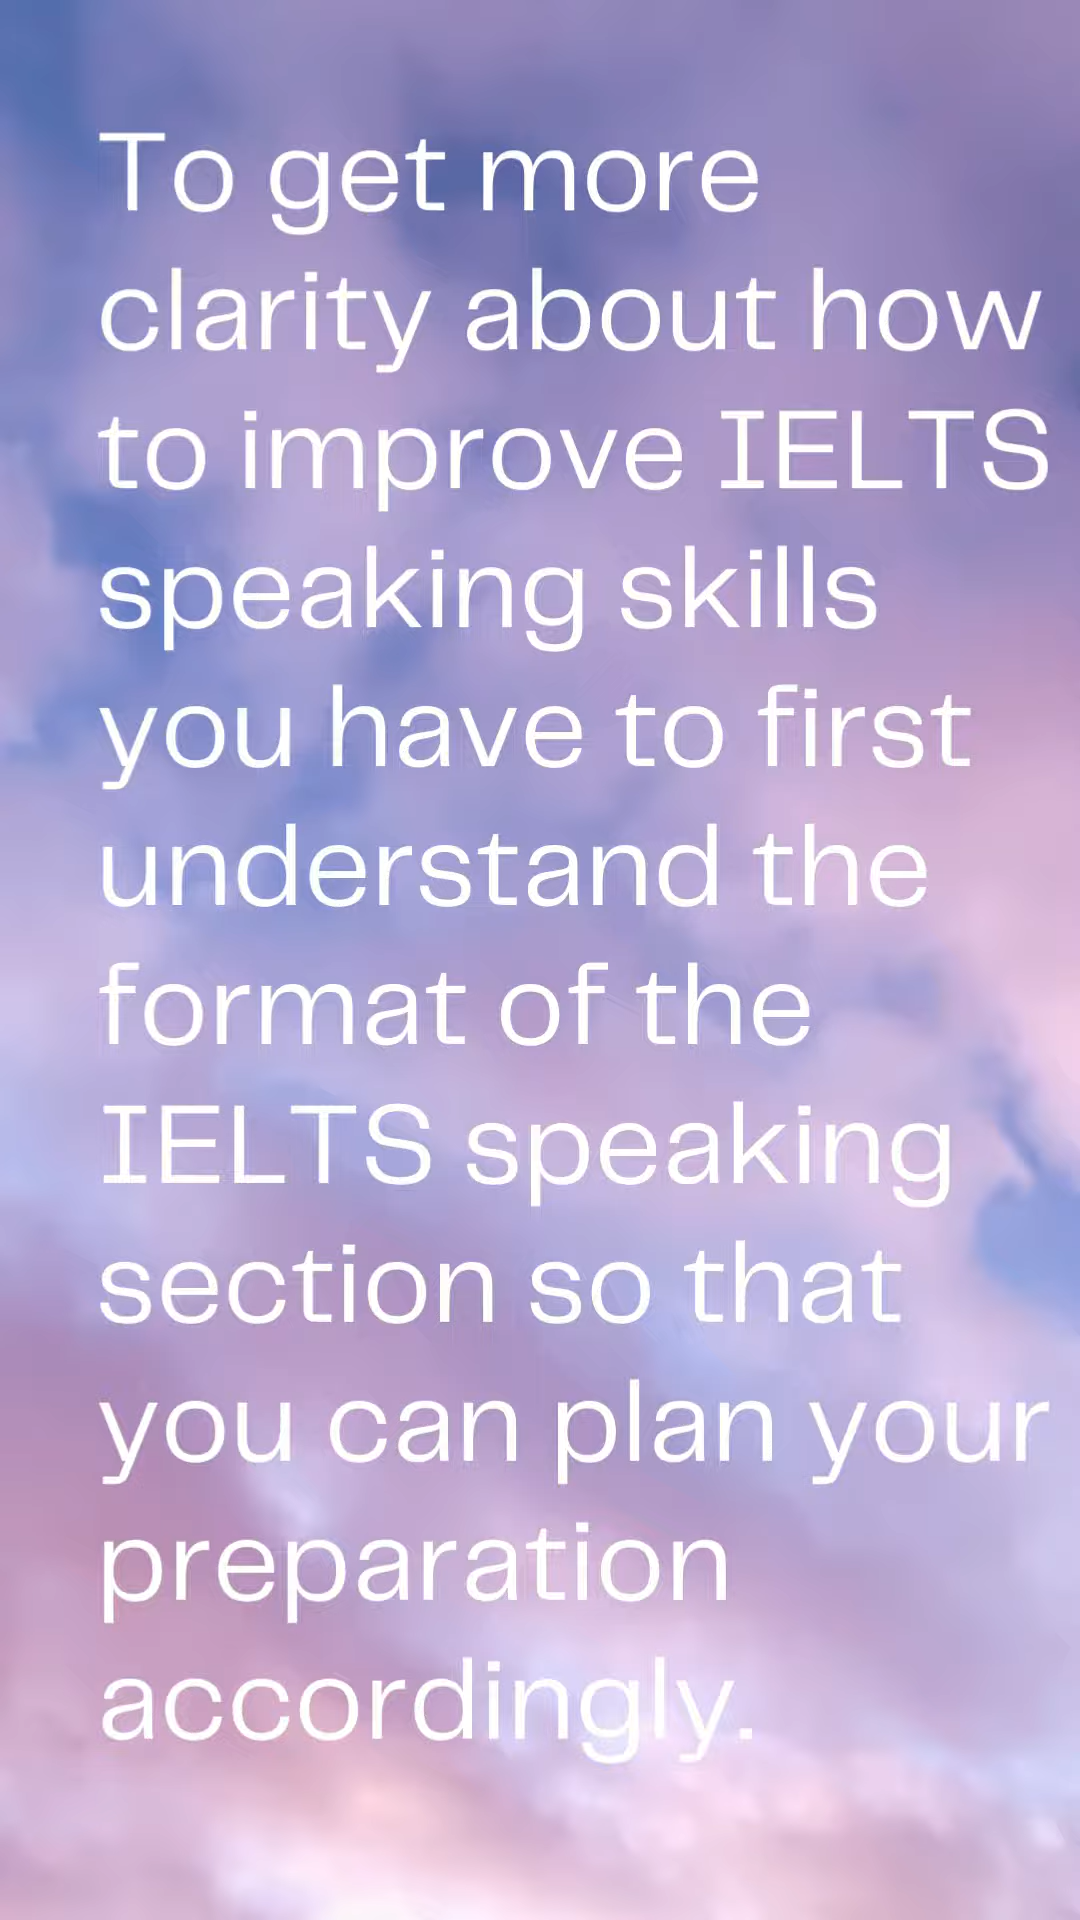 To get more
clarity about how
to improve IELTS
speaking skills
you have to first
understand the
format of the
IELTS speaking
section so that
you can plan your
preparation
accordingly.